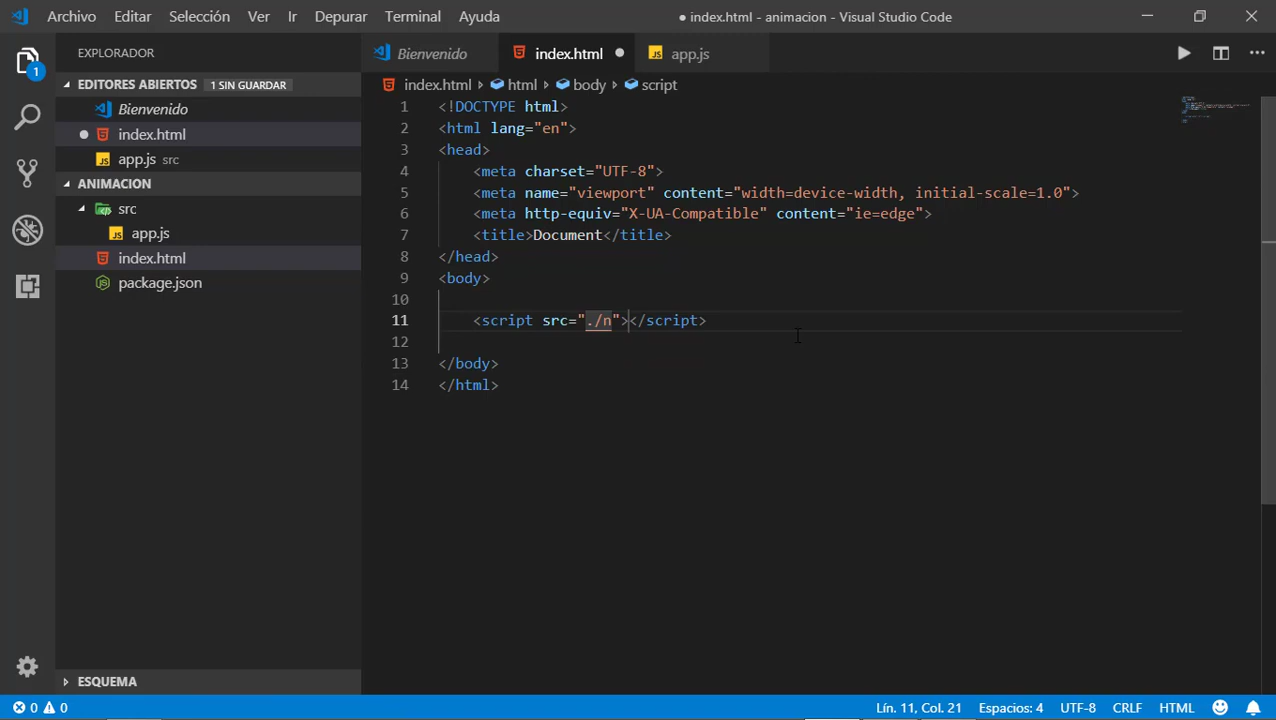 Archivo Editar Selección Ver Ir Depurar Terminal Ayuda ● index.html - animacion - Visual Studio Code
EXPLORADOR
EDITORES ABIERTOS 1 SIN GUARDAR
Bienvenido
index.html
app.js src
ANIMACION
src
app.js
index.html
package.json
ESQUEMA
1
Bienvenido index.html app.js
index.html html body script
1 <!DOCTYPE html>
2 <html lang="en">
3 <head>
4 <meta charset="UTF-8">
5 <meta name="viewport" content="width=device-width, initial-scale=1.0">
6 <meta http-equiv="X-UA-Compatible" content="ie=edge">
7 <title>Document</title>
8 </head>
9 <body>
10
11 <script src="./n"></script>
12
13 </body>
14 </html>
0 0 Lín. 11, Col. 21 Espacios: 4 UTF-8 CRLF HTML